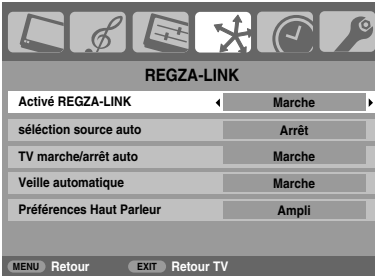 REGZA-LINK
Activé REGZA-LINK Marche
séléction source auto Arrêt
TV marche/arrêt auto Marche
Veille automatique Marche
Préférences Haut Parleur Ampli
MENU Retour EXIT Retour TV